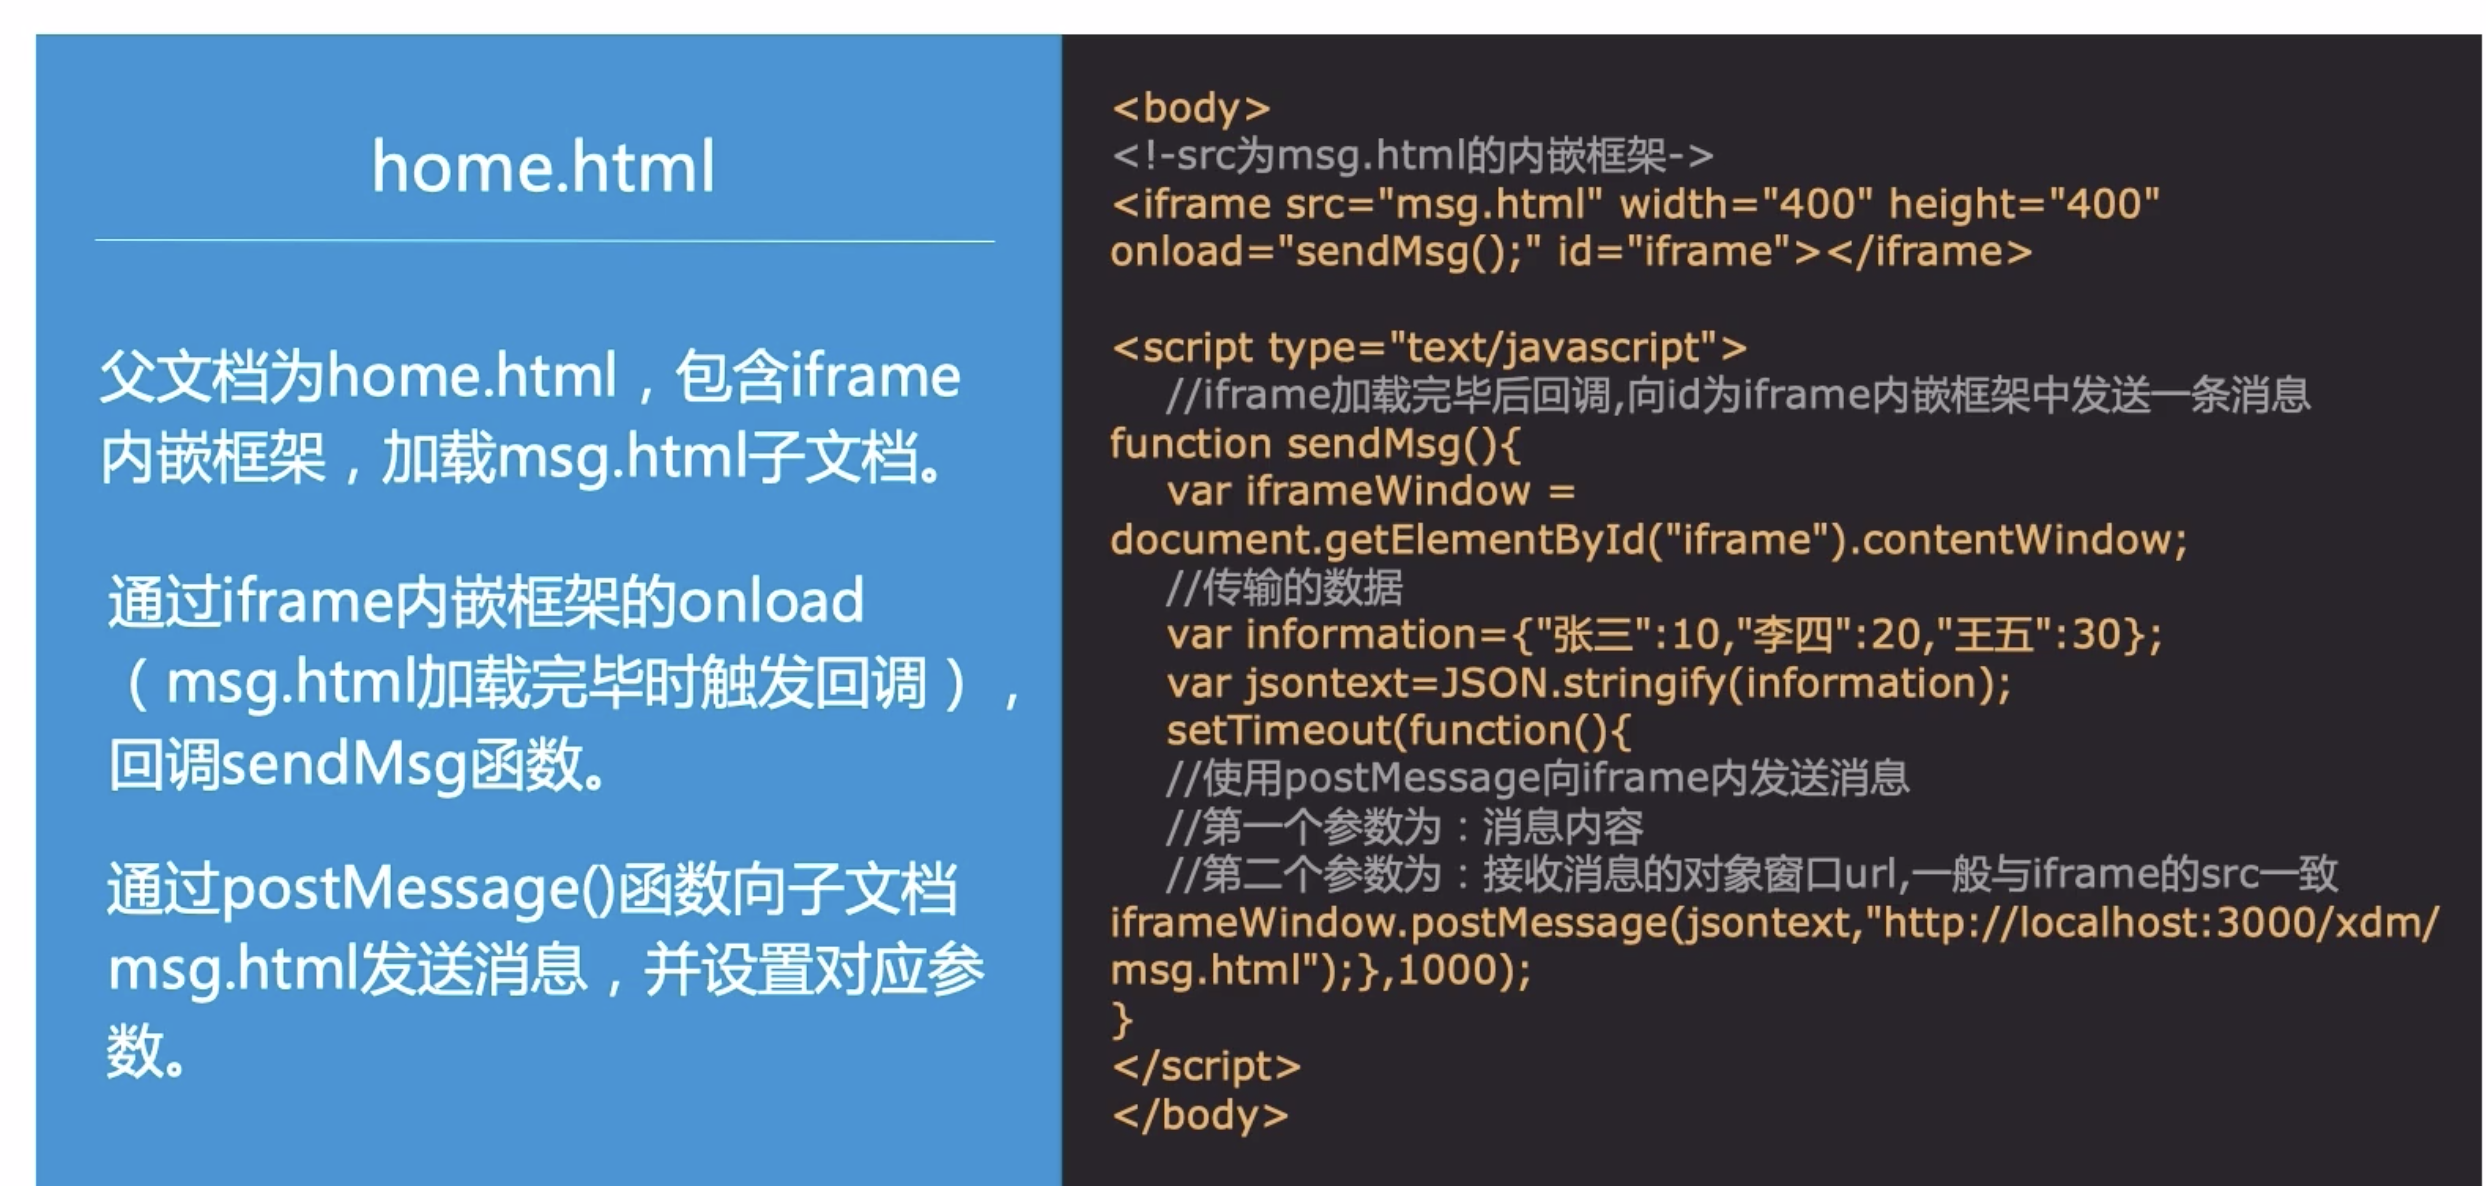 home.html
父文档为home.html，包含iframe
内嵌框架，加载msg.html子文档。
通过iframe内嵌框架的onload
（msg.html加载完毕时触发回调），
回调sendMsg函数。
通过postMessage()函数向子文档
msg.html发送消息，并设置对应参
数。
<body>
<!-src为msg.html的内嵌框架->
<iframe src="msg.html" width="400" height="400"
onload="sendMsg();" id="iframe"></iframe>
<script type="text/javascript">
//iframe加载完毕后回调,向id为iframe内嵌框架中发送一条消息
function sendMsg(){
var iframeWindow =
document.getElementById("iframe").contentWindow;
//传输的数据
var information={"张三":10,"李四":20,"王五":30};
var jsontext=JSON.stringify(information);
setTimeout(function(){
//使用postMessage向iframe内发送消息
//第一个参数为：消息内容
//第二个参数为：接收消息的对象窗口url,一般与iframe的src一致
iframeWindow.postMessage(jsontext,"http://localhost:3000/xdm/
msg.html");},1000);
}
</script>
</body>